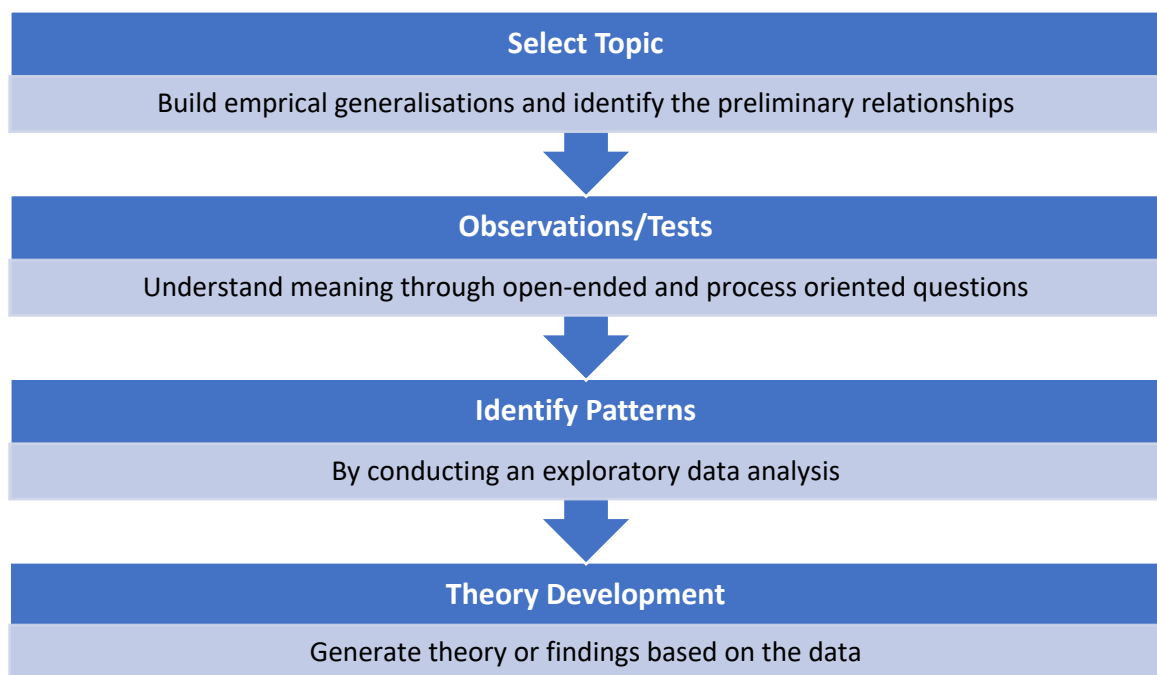 Select Topic
Build emprical generalisations and identify the preliminary relationships
Observations/Tests
Understand meaning through open-ended and process oriented questions
Identify Patterns
By conducting an exploratory data analysis
Theory Development
Generate theory or findings based on the data